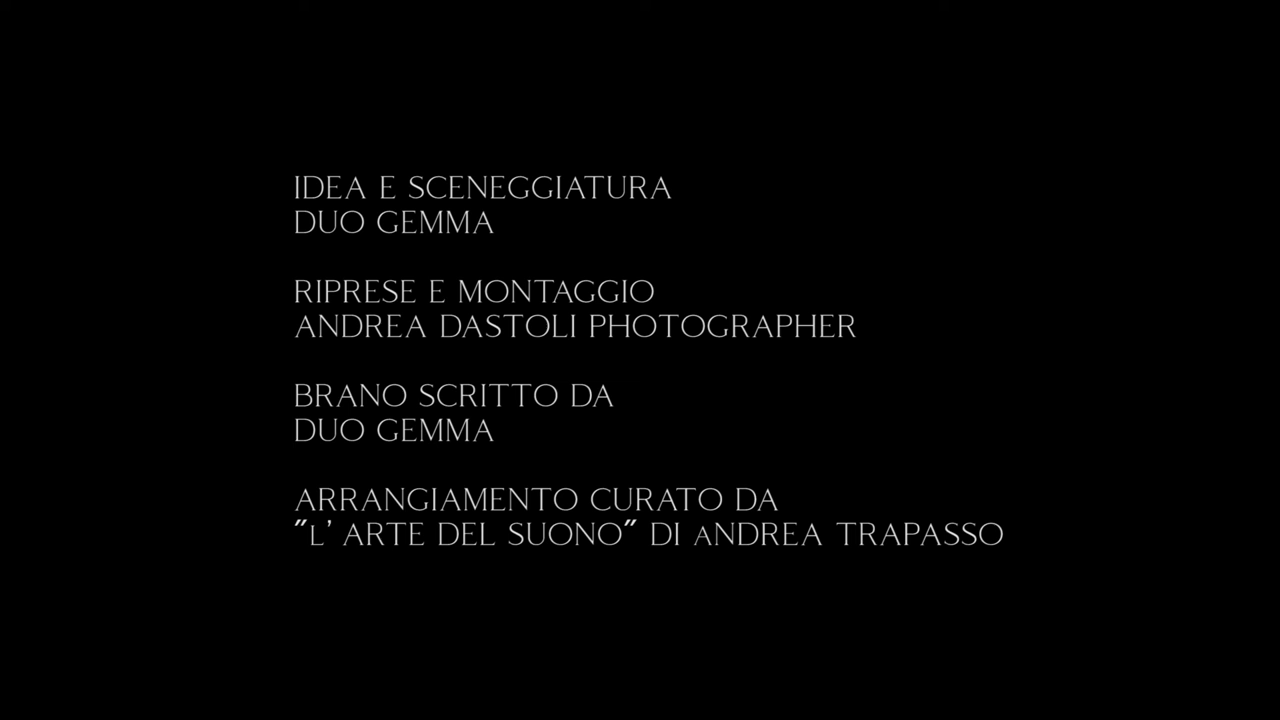 IDEA E SCENEGGIATURA
DUO GEMMA
RIPRESE E MONTAGGIO
ANDREA DASTOLI PHOTOGRAPHER
BRANO SCRITTO DA
DUO GEMMA
ARRANGIAMENTO CURATO DA
"L' ARTE DEL SUONO" DI ANDREA TRAPASSO